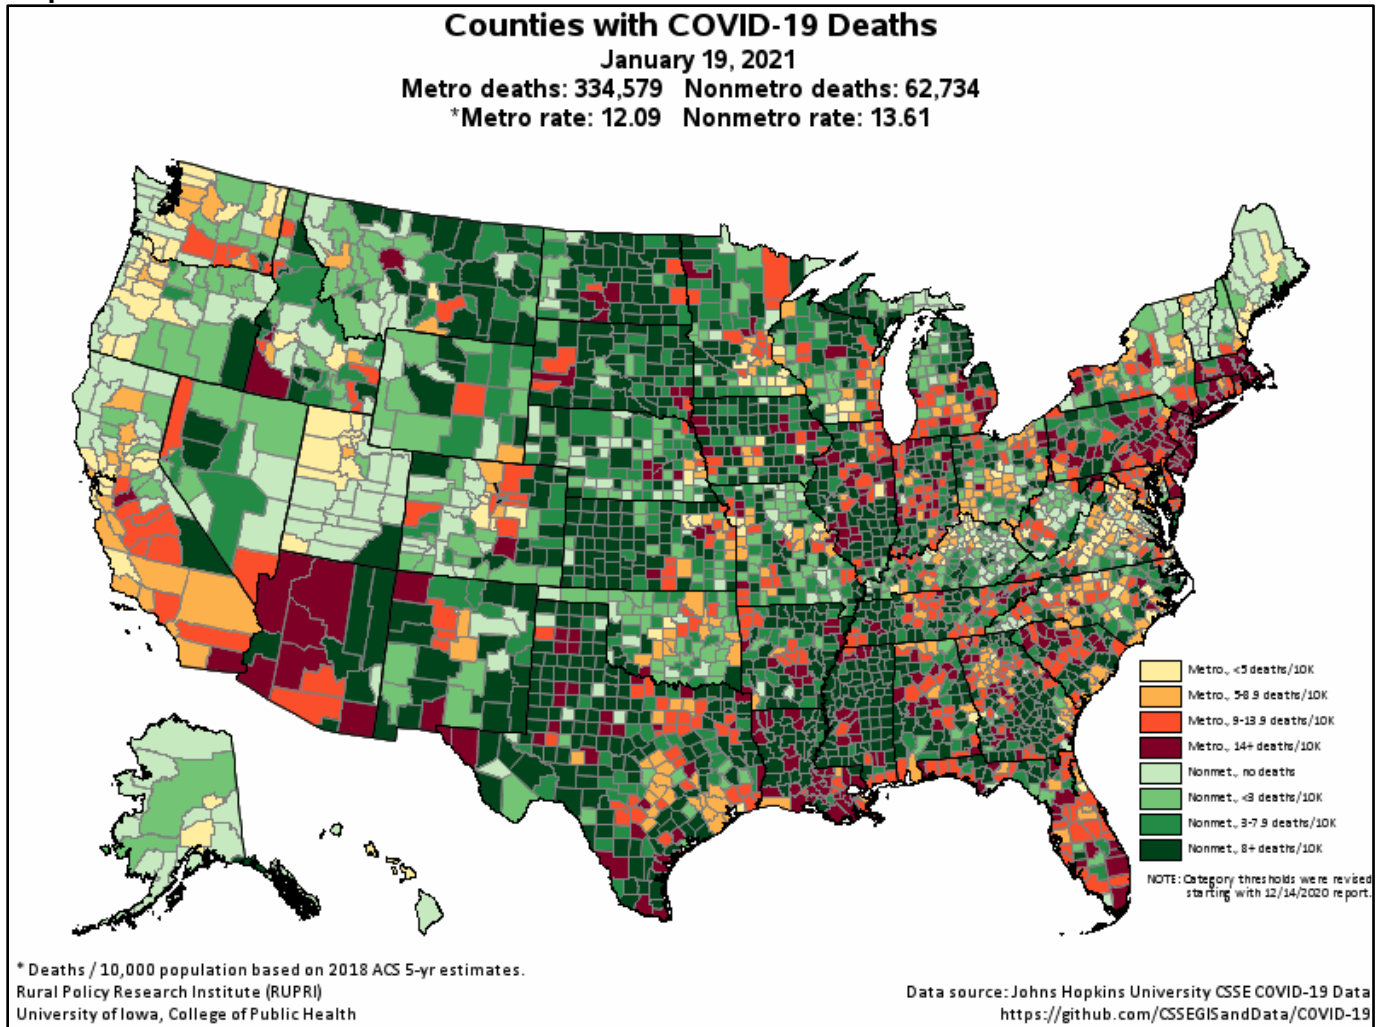 Counties with COVID-19 Deaths
January 19, 2021
Metro deaths: 334,579   Nonmetro deaths: 62,734
*Metro rate: 12.09   Nonmetro rate: 13.61
Metro., <5 deaths/10K
Metro., 5-8.9 deaths/10K
Metro., 9-13.9 deaths/10K
Metro., 14+ deaths/10K
Nonmet., no deaths
Nonmet., <3 deaths/10K
Nonmet., 3-7.9 deaths/10K
Nonmet., 8+ deaths/10K
NOTE: Category thresholds were revised
starting with 12/14/2020 report.
* Deaths / 10,000 population based on 2018 ACS 5-yr estimates.
Rural Policy Research Institute (RUPRI)
University of Iowa, College of Public Health
Data source: Johns Hopkins University CSSE COVID-19 Data
https://github.com/CSSEGISandData/COVID-19